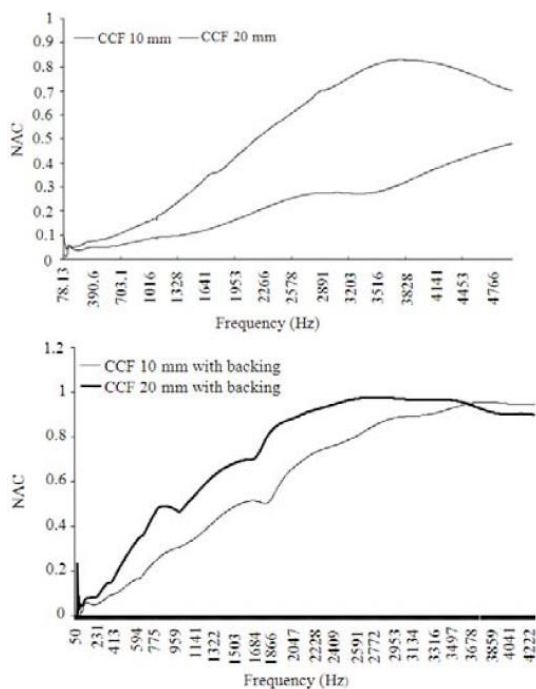 1
CCF 10 mm CCF 20 mm
0.9
0.8
0.7
0.6
0.5
0.4
0.3
0.2
0.1
0
NAC
78.13 390.6 703.1 1016 1328 1641 1953 2266 2578 2891 3203 3516 3828 4141 4453 4766
Frequency (Hz)
1.2
CCF 10 mm with backing
CCF 20 mm with backing
1
0.8
0.6
0.4
0.2
0
NAC
50 231 413 594 775 959 1141 1322 1503 1684 1866 2047 2228 2409 2591 2772 2953 3134 3316 3497 3678 3859 4041 4222
Frequency (Hz)